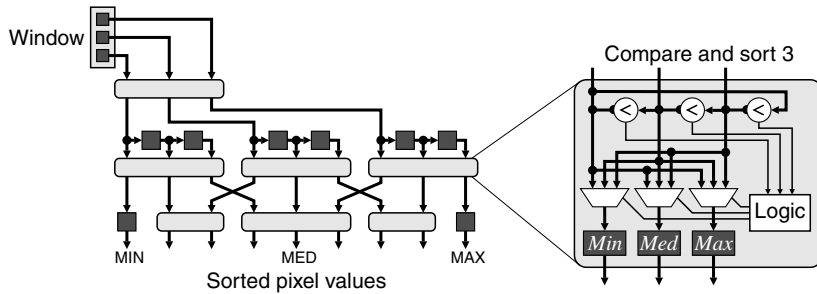 Window
Compare and sort 3
<
<
<
Logic
Min
Med
Max
MIN
MED
MAX
Sorted pixel values